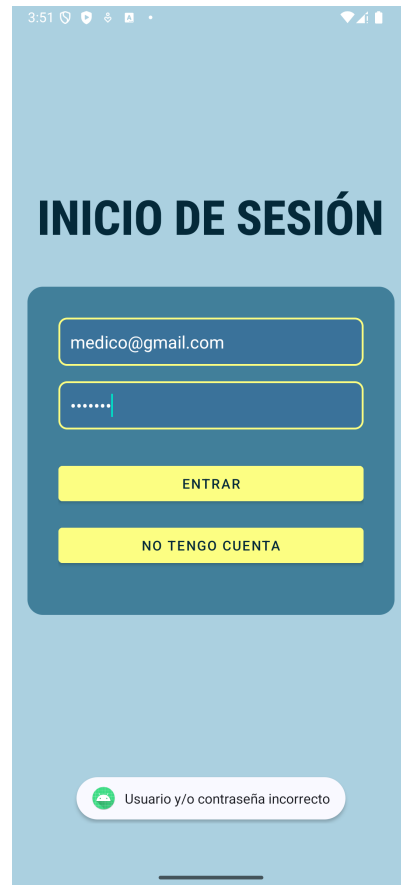 3:51
INICIO DE SESIÓN
medico@gmail.com
•••••••
ENTRAR
NO TENGO CUENTA
Usuario y/o contraseña incorrecto